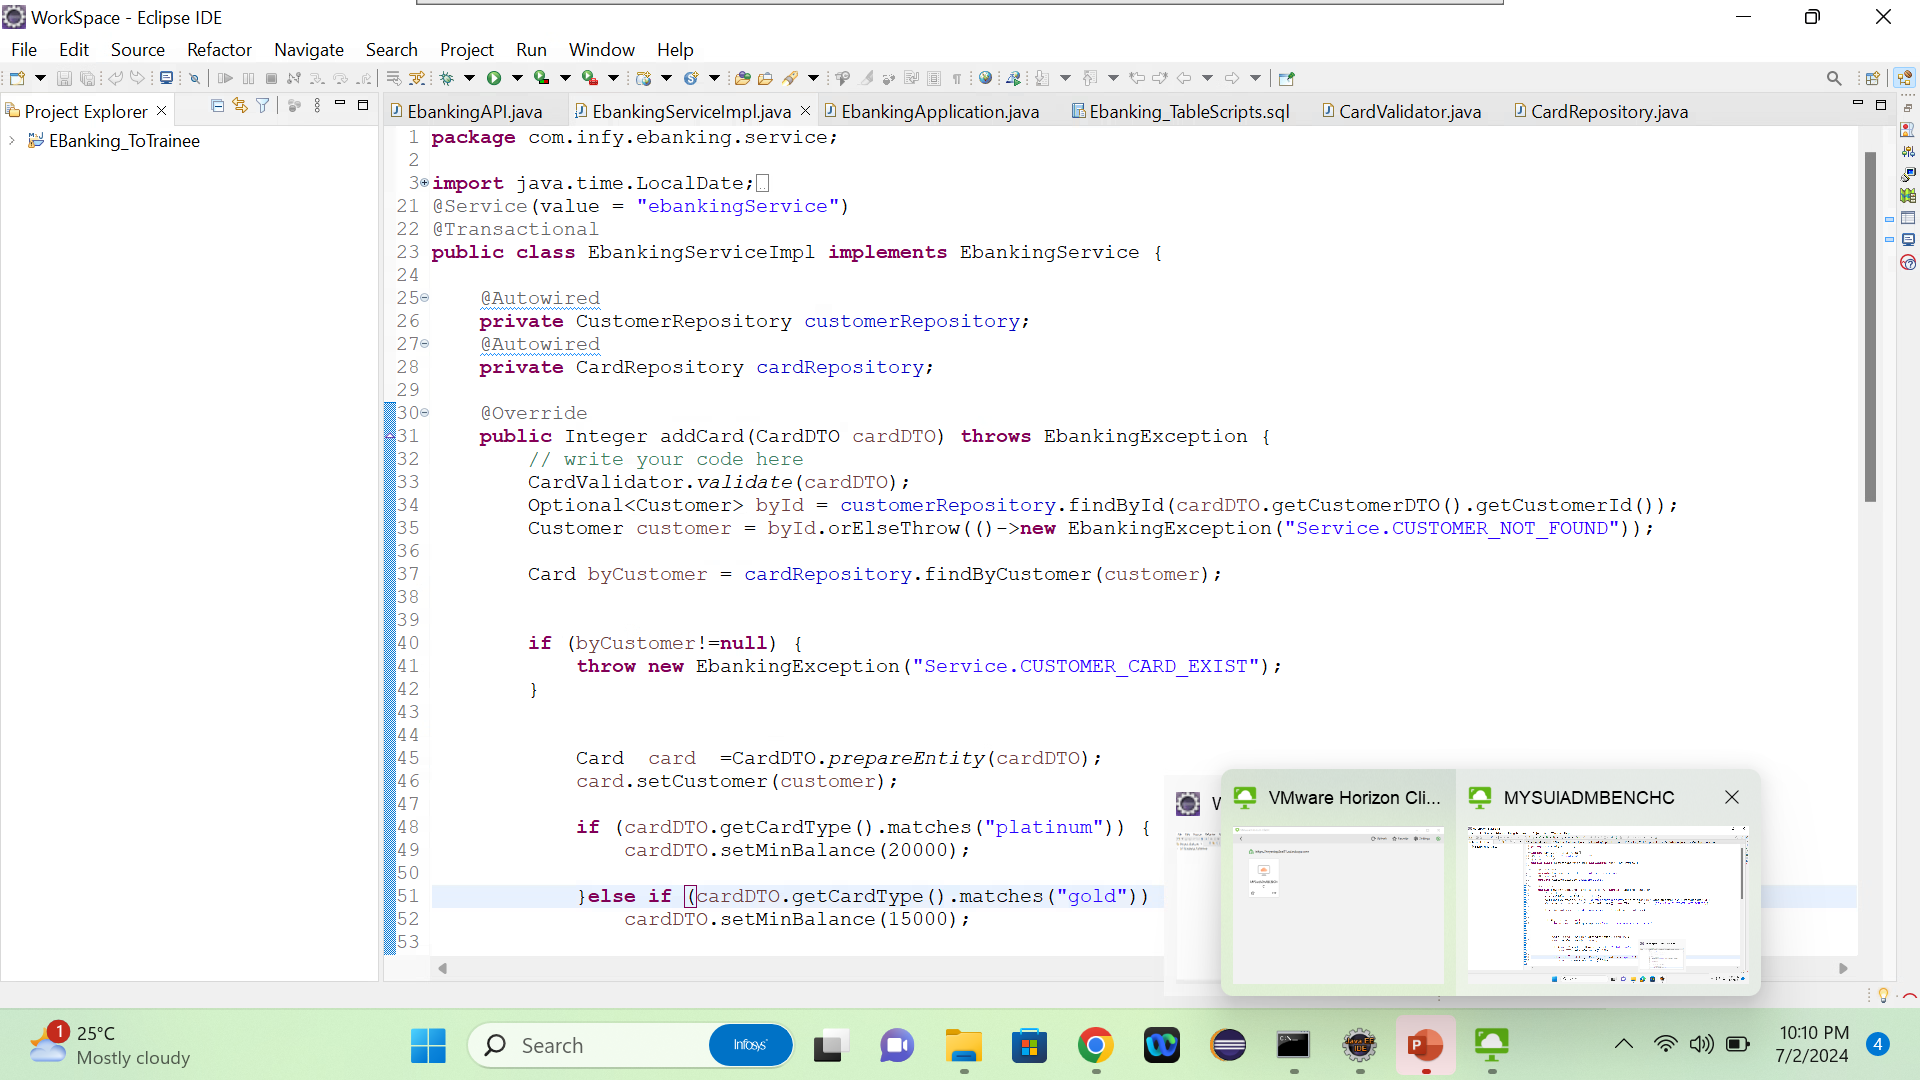 WorkSpace - Eclipse IDE
File Edit Source Refactor Navigate Search Project Run Window Help
Project Explorer
EBanking_ToTrainee
EbankingAPI.java EbankingServiceImpl.java EbankingApplication.java Ebanking_TableScripts.sql CardValidator.java CardRepository.java
1 package com.infy.ebanking.service;
2
3 import java.time.LocalDate;
21 @Service(value = "ebankingService")
22 @Transactional
23 public class EbankingServiceImpl implements EbankingService {
24
25 @Autowired
26 private CustomerRepository customerRepository;
27 @Autowired
28 private CardRepository cardRepository;
29
30 @Override
31 public Integer addCard(CardDTO cardDTO) throws EbankingException {
32 // write your code here
33 CardValidator.validate(cardDTO);
34 Optional<Customer> byId = customerRepository.findById(cardDTO.getCustomerDTO().getCustomerId());
35 Customer customer = byId.orElseThrow(()->new EbankingException("Service.CUSTOMER_NOT_FOUND"));
36
37 Card byCustomer = cardRepository.findByCustomer(customer);
38
39
40 if (byCustomer!=null) {
41 throw new EbankingException("Service.CUSTOMER_CARD_EXIST");
42 }
43
44
45 Card card =CardDTO.prepareEntity(cardDTO);
46 card.setCustomer(customer);
47
48 if (cardDTO.getCardType().matches("platinum")) {
49 cardDTO.setMinBalance(20000);
50
51 }else if (cardDTO.getCardType().matches("gold"))
52 cardDTO.setMinBalance(15000);
53
VMware Horizon Cli... MYSUIADMBENCHC
1
25°C
Mostly cloudy
Search
Infosys
10:10 PM
7/2/2024
4